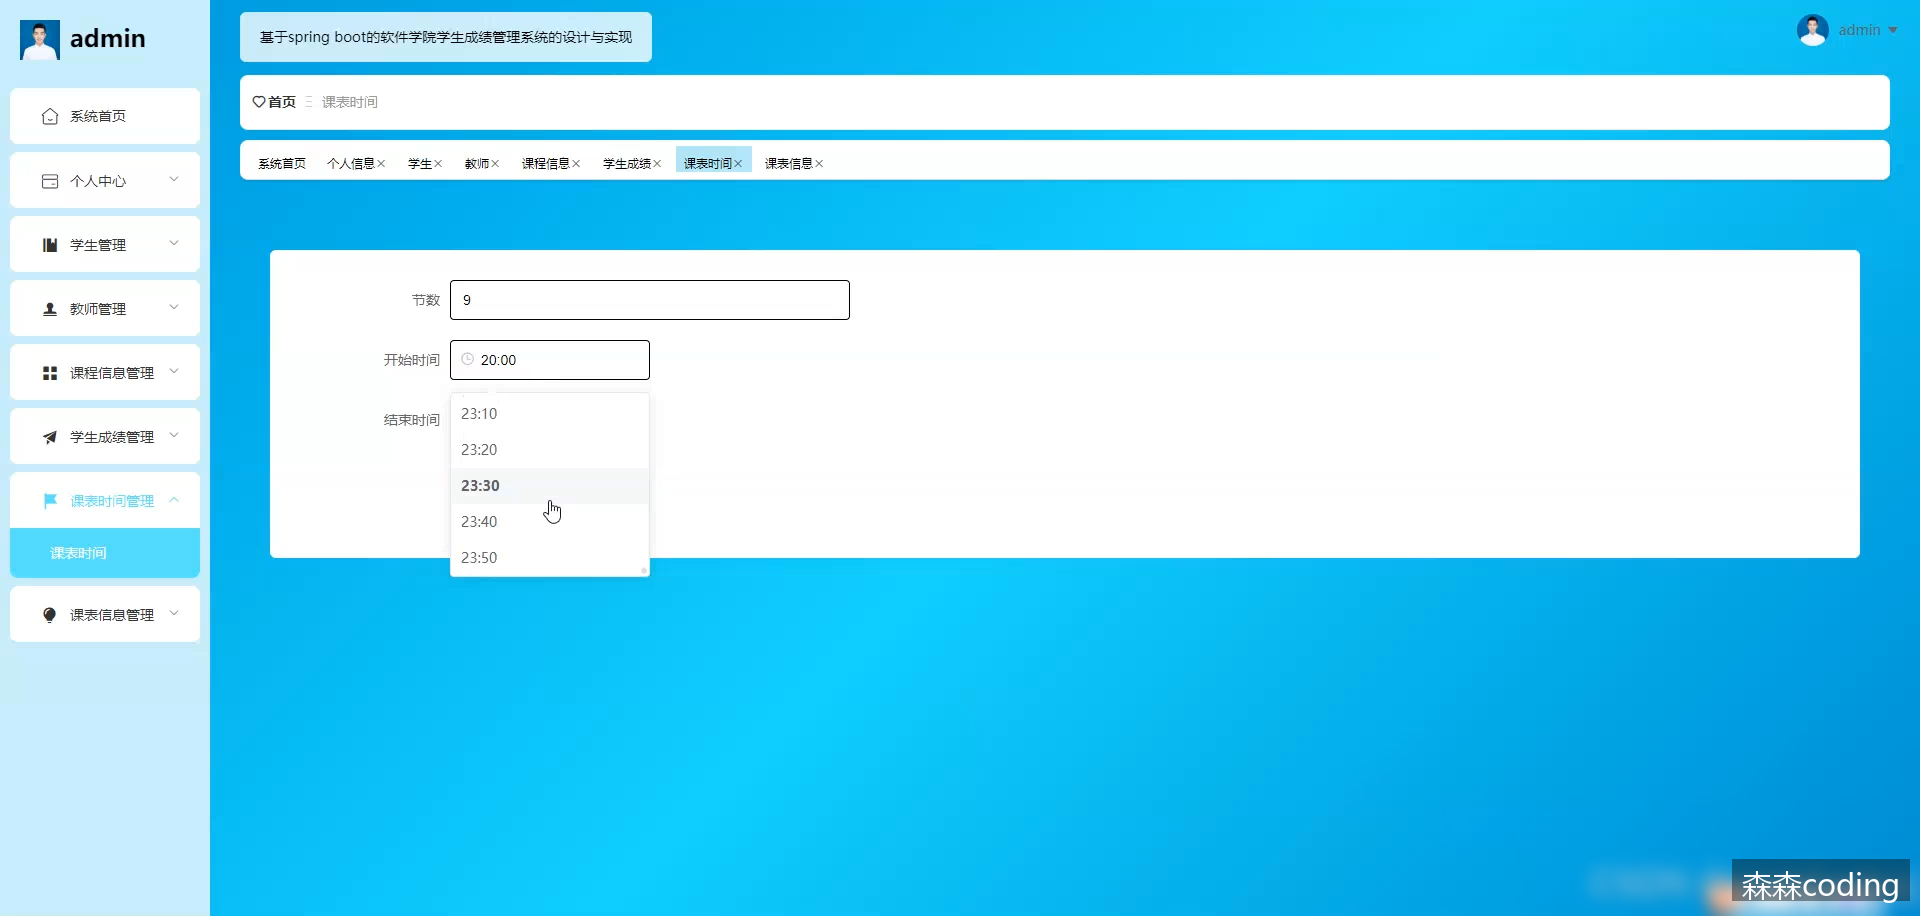 admin
系统首页
个人中心
学生管理
教师管理
课程信息管理
学生成绩管理
课表时间管理
课表时间
课表信息管理
基于spring boot的软件学院学生成绩管理系统的设计与实现
admin
首页 课表时间
系统首页 个人信息 学生 教师 课程信息 学生成绩 课表时间 课表信息
节数 9
开始时间 20:00
结束时间
23:10
23:20
23:30
23:40
23:50
森森coding